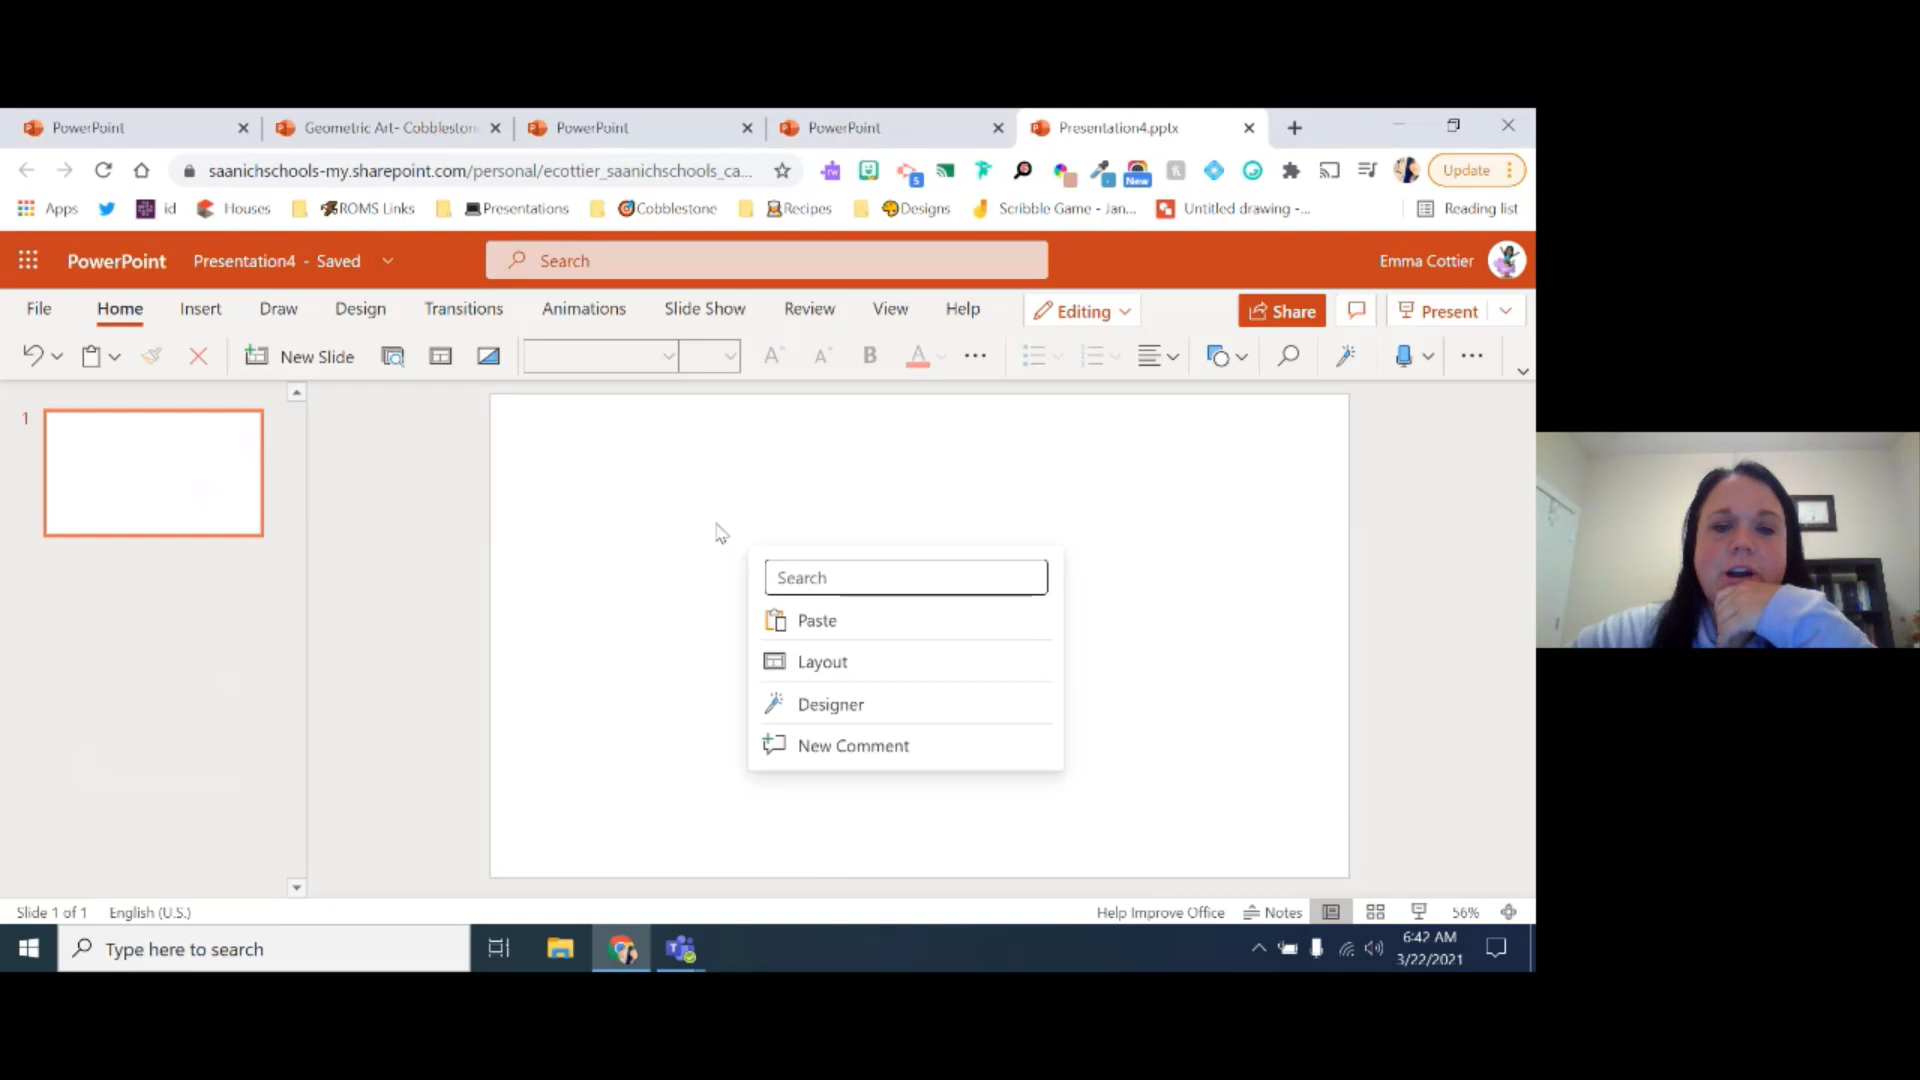 PowerPoint
Geometric Art- Cobbleston
PowerPoint
PowerPoint
Presentation4.pptx
saanichschools-my.sharepoint.com/personal/ecottier_saanichschools_ca...
5
New
Update
Apps
id
Houses
ROMS Links
Presentations
Cobblestone
Recipes
Designs
Scribble Game - Jan...
Untitled drawing -...
Reading list
PowerPoint
Presentation4 - Saved
Search
Emma Cottier
File
Home
Insert
Draw
Design
Transitions
Animations
Slide Show
Review
View
Help
Editing
Share
Present
New Slide
A
A
B
A
1
Search
Paste
Layout
Designer
New Comment
Slide 1 of 1
English (U.S.)
Help Improve Office
Notes
56%
Type here to search
6:42 AM
3/22/2021